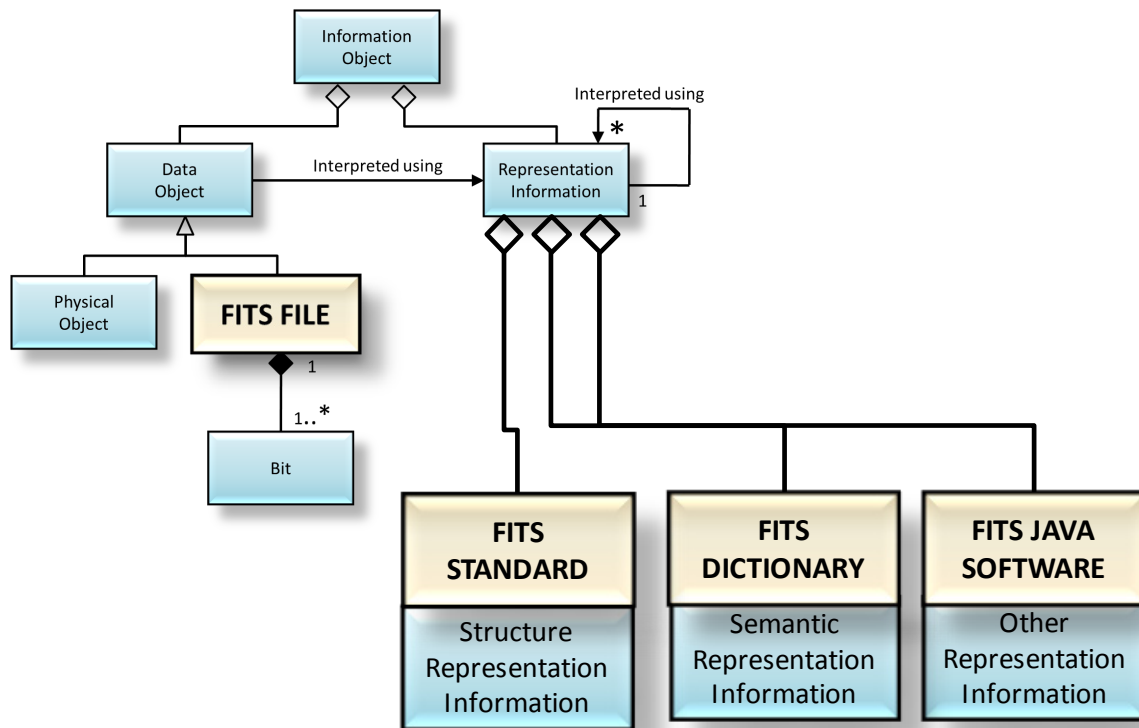 Information
Object
Interpreted using
*
Data
Object
Interpreted using
Representation
Information
1
Physical
Object
FITS FILE
1
1..*
Bit
FITS
STANDARD
Structure
Representation
Information
FITS
DICTIONARY
Semantic
Representation
Information
FITS JAVA
SOFTWARE
Other
Representation
Information